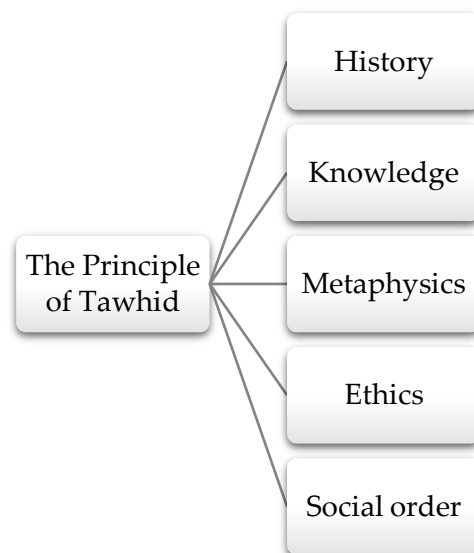 History
Knowledge
The Principle
of Tawhid
Metaphysics
Ethics
Social order